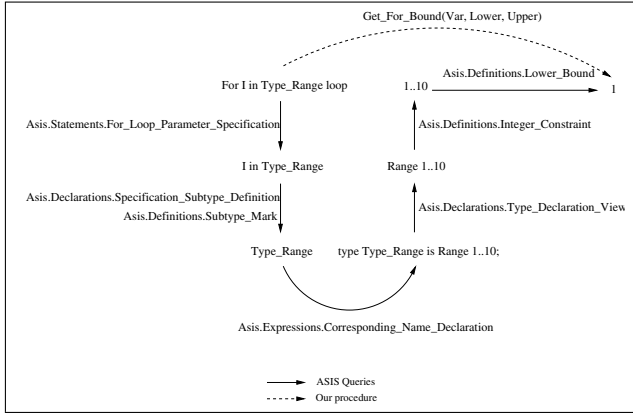 Get_For_Bound(Var, Lower, Upper)
Asis.Definitions.Lower_Bound
For I in Type_Range loop
1..10
1
Asis.Statements.For_Loop_Parameter_Specification
Asis.Definitions.Integer_Constraint
I in Type_Range
Range 1..10
Asis.Declarations.Specification_Subtype_Definition
Asis.Definitions.Subtype_Mark
Asis.Declarations.Type_Declaration_View
Type_Range
type Type_Range is Range 1..10;
Asis.Expressions.Corresponding_Name_Declaration
ASIS Queries
Our procedure